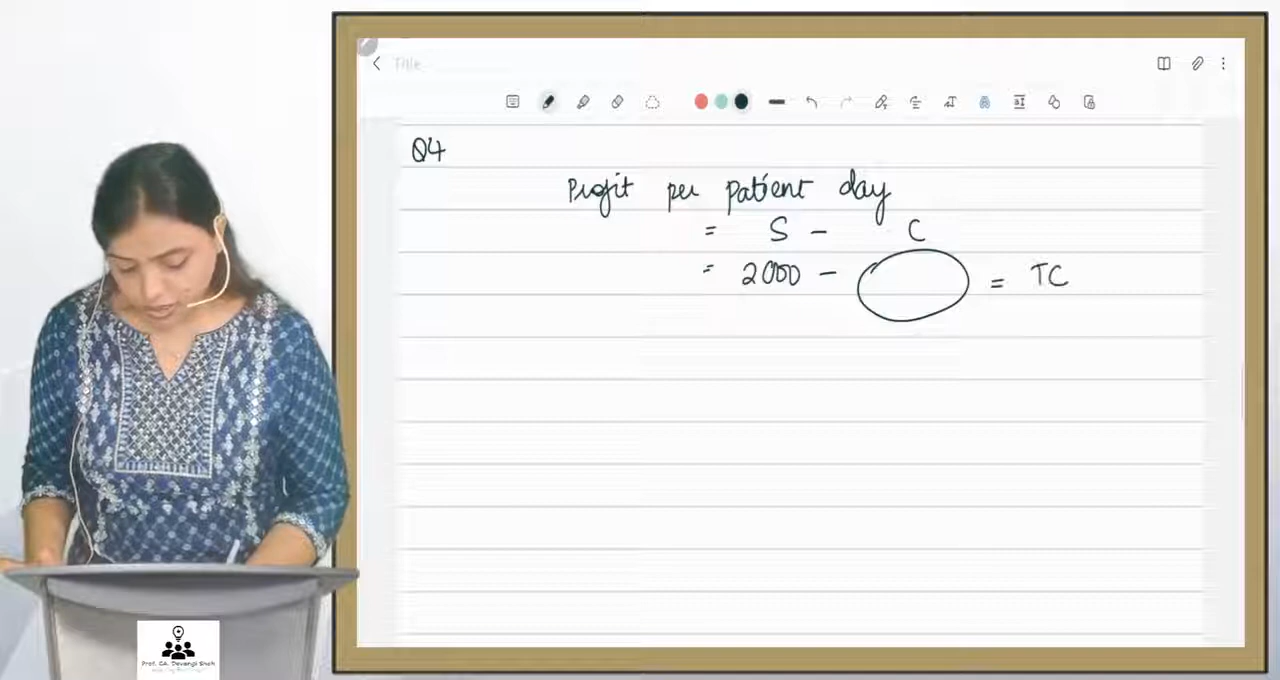 Title
Q4
Profit per patient day
= S - C
= 2000 - = TC
Prof. CA. Devangi Shah